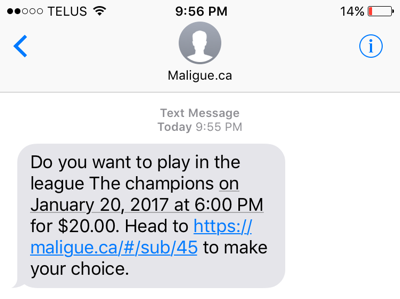 TELUS 9:56 PM 14%
Maligue.ca
Text Message
Today 9:55 PM
Do you want to play in the
league The champions on
January 20, 2017 at 6:00 PM
for $20.00. Head to https://
maligue.ca/#/sub/45 to make
your choice.